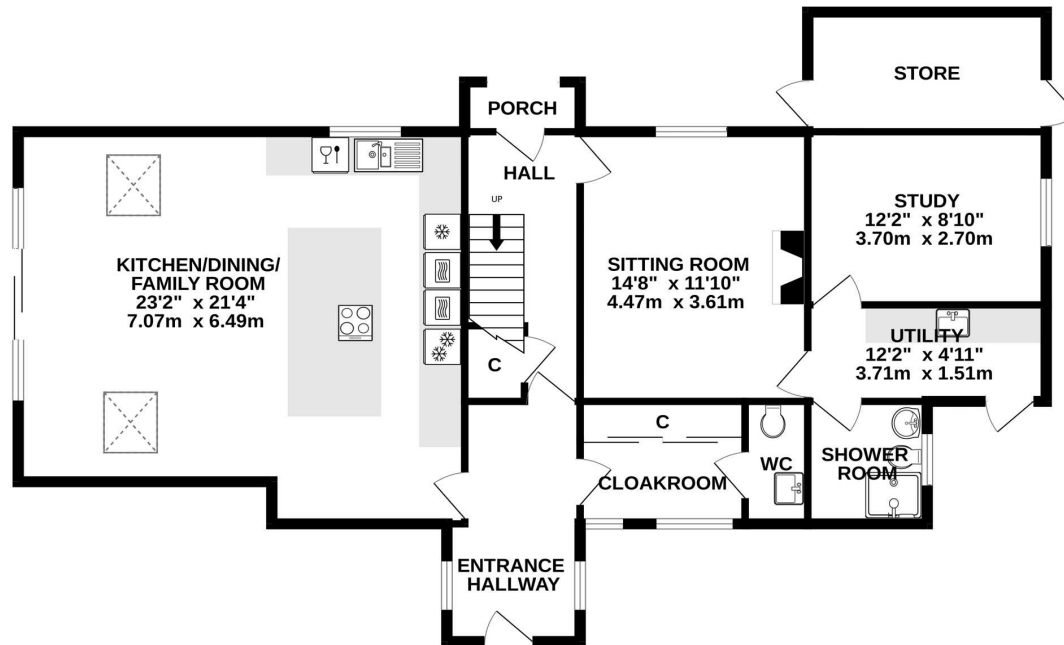 STORE
PORCH
HALL
UP
STUDY
12'2" x 8'10"
3.70m x 2.70m
KITCHEN/DINING/
FAMILY ROOM
23'2" x 21'4"
7.07m x 6.49m
SITTING ROOM
14'8" x 11'10"
4.47m x 3.61m
UTILITY
12'2" x 4'11"
3.71m x 1.51m
C
C
WC
SHOWER
ROOM
CLOAKROOM
ENTRANCE
HALLWAY